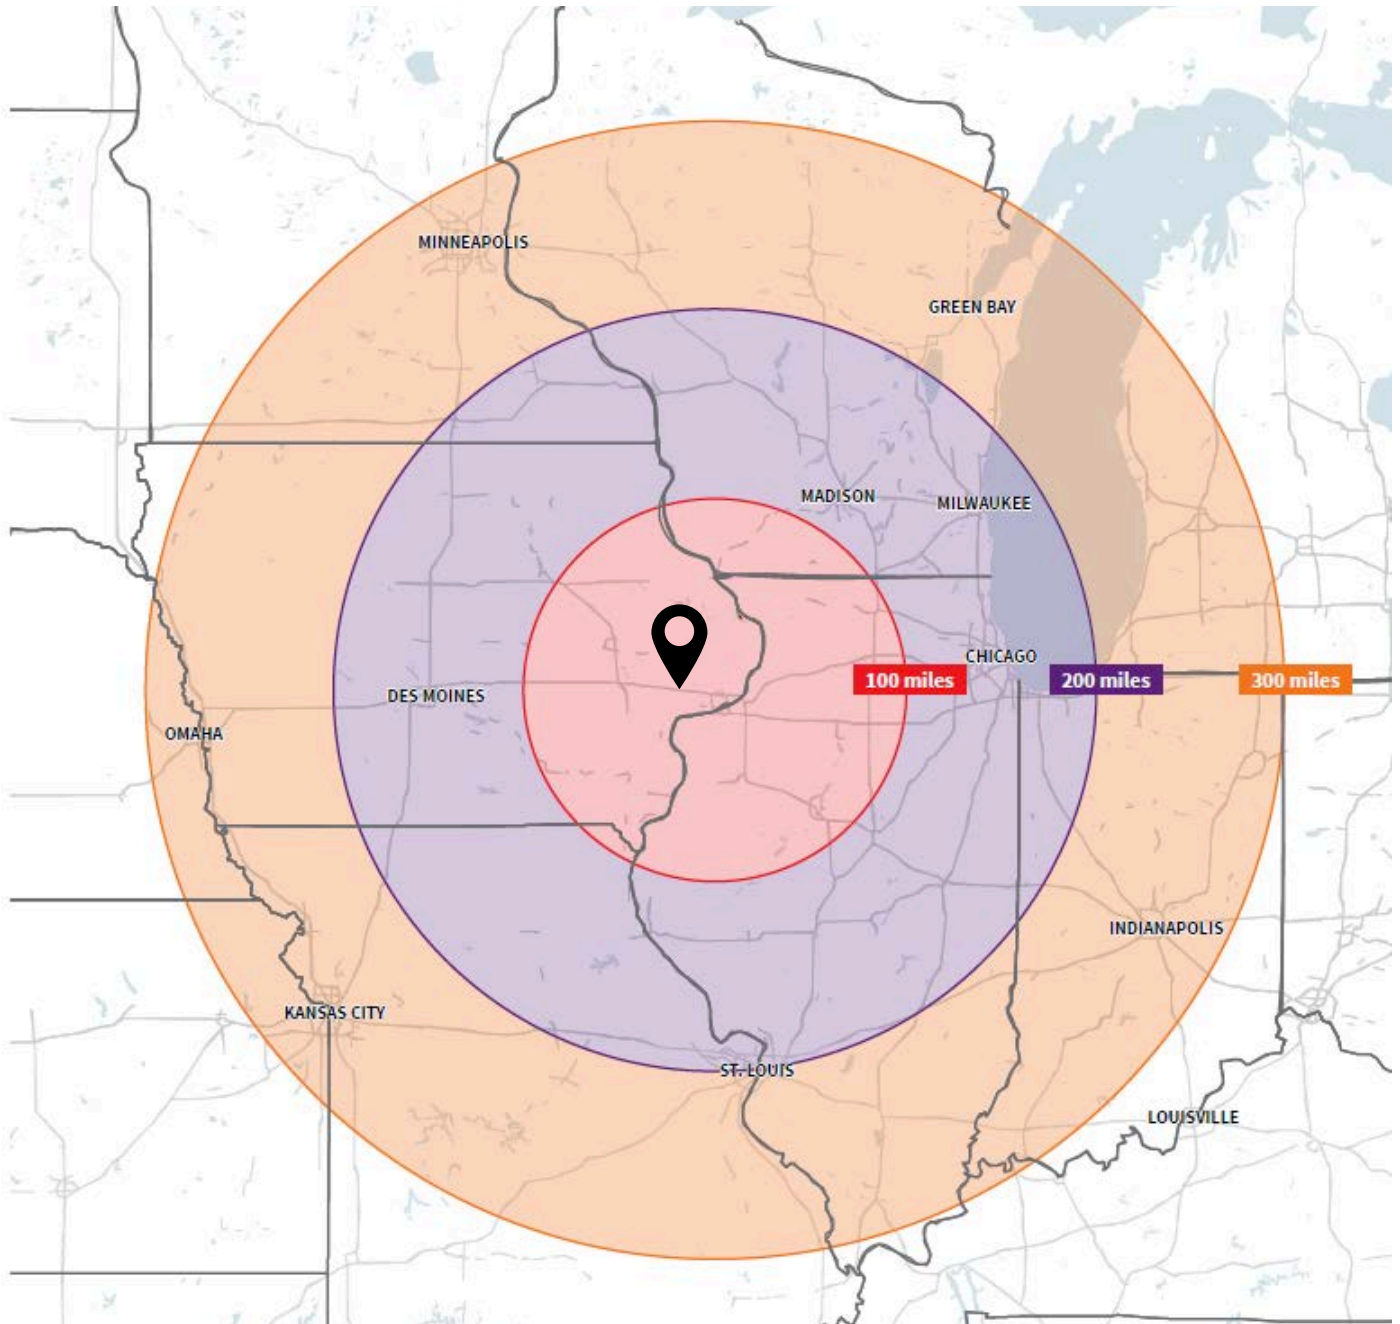 MINNEAPOLIS
GREEN BAY
MADISON
MILWAUKEE
CHICAGO
100 miles
200 miles
300 miles
DES MOINES
OMAHA
INDIANAPOLIS
KANSAS CITY
ST. LOUIS
LOUISVILLE